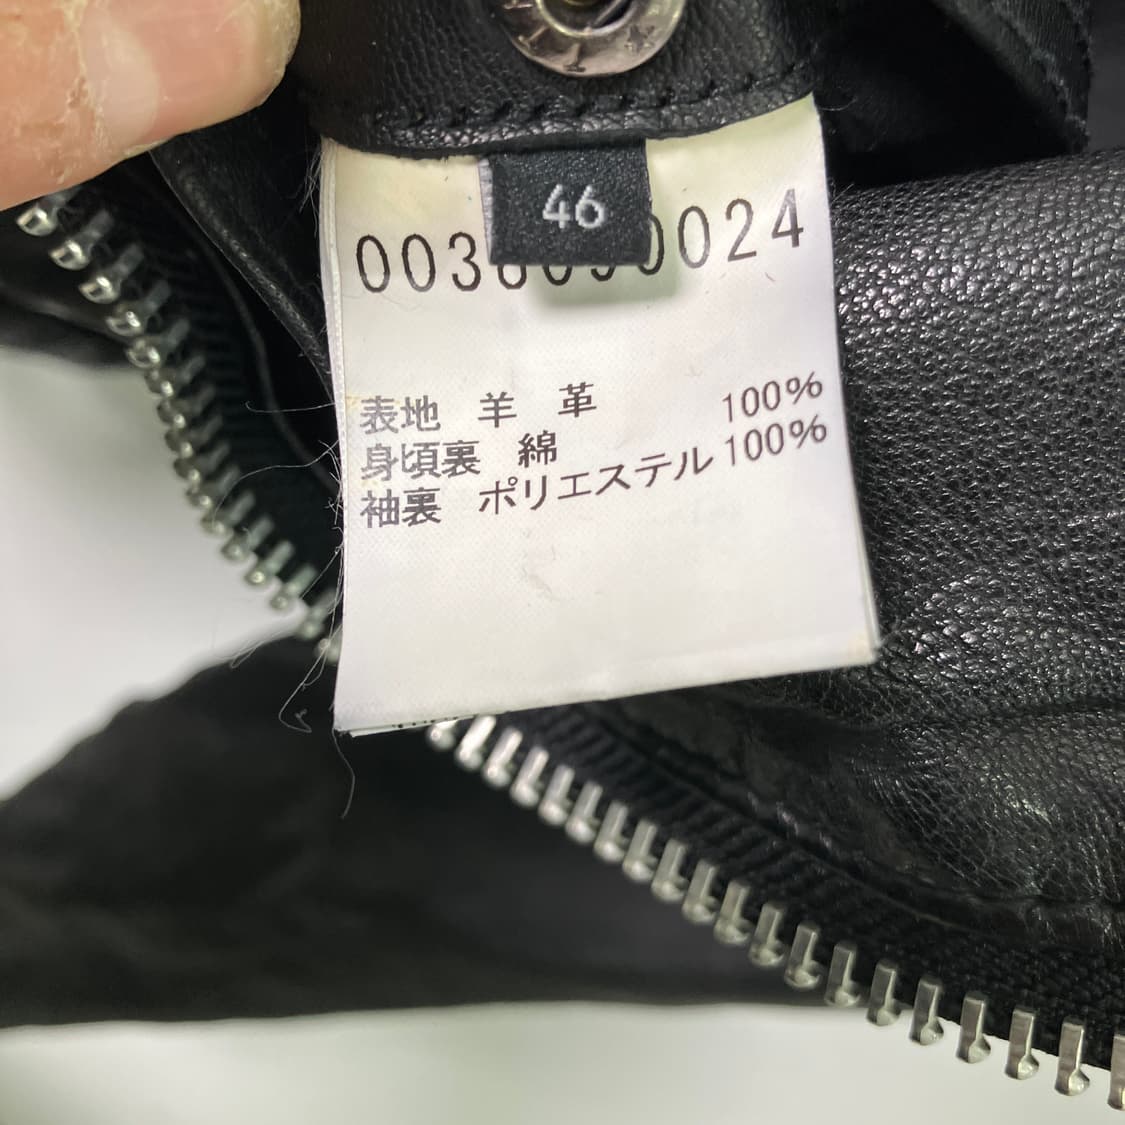 46
表地 羊 革
身頃裏 綿 100%
袖裏 ポリエステル 100%